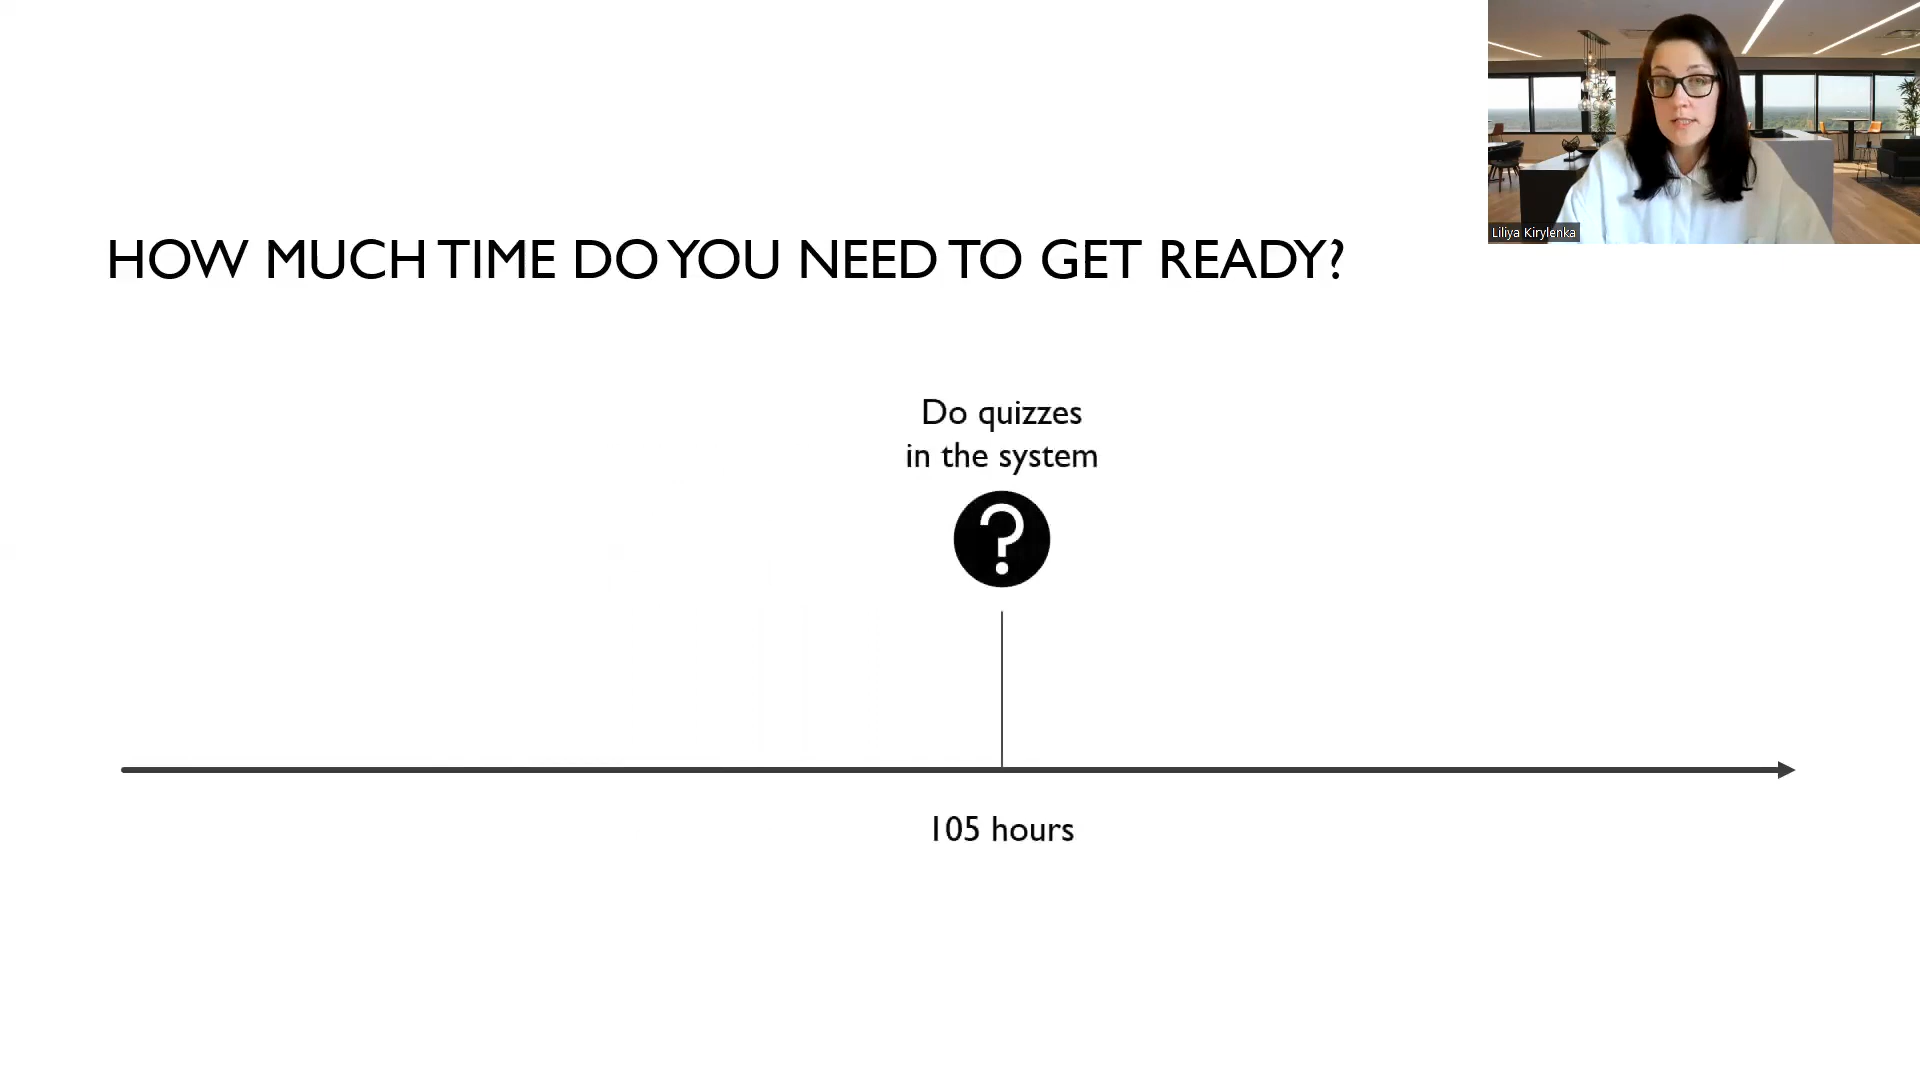 Liliya Kirylenka
HOW MUCH TIME DO YOU NEED TO GET READY?
Do quizzes
in the system
?
105 hours